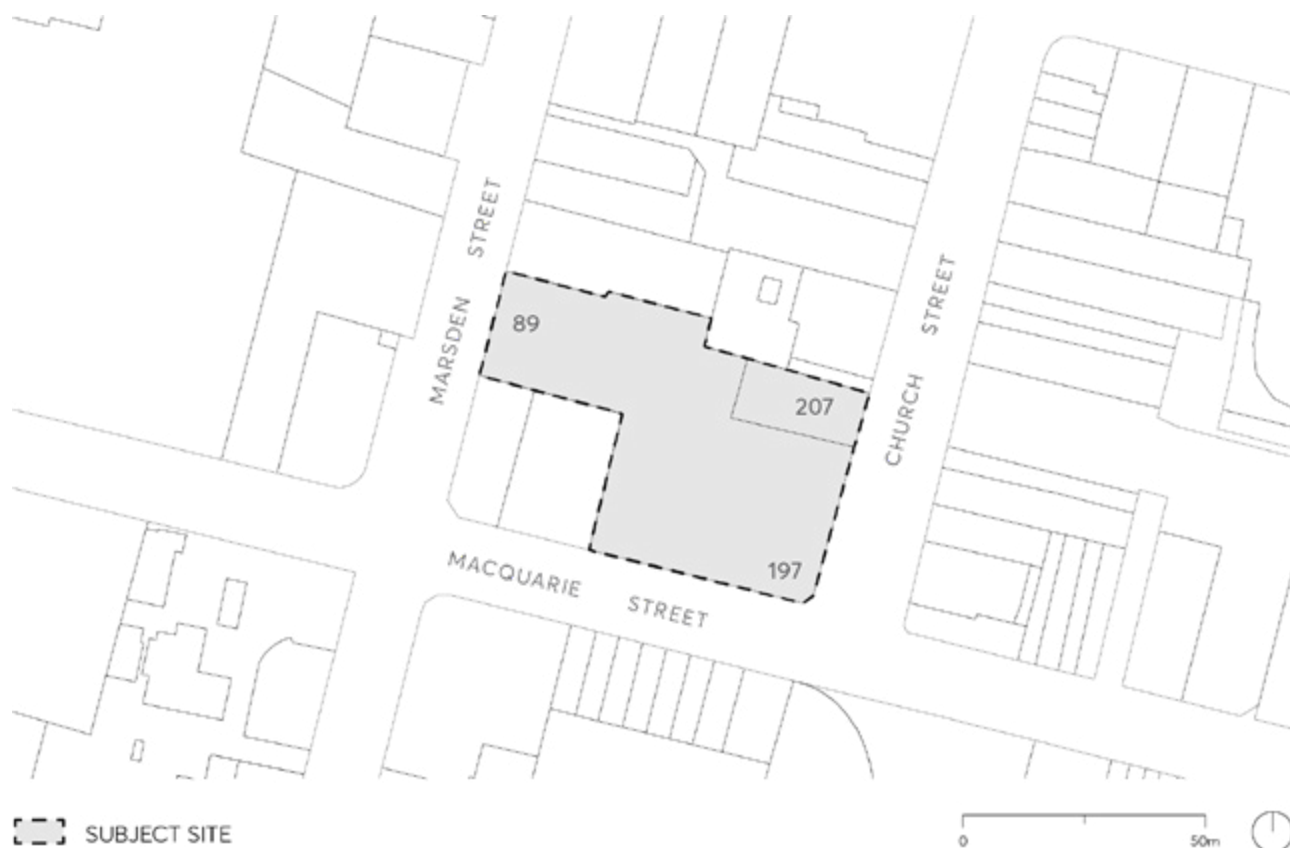 MARSDEN STREET
CHURCH STREET
89
207
197
MACQUARIE STREET
SUBJECT SITE
0 50m